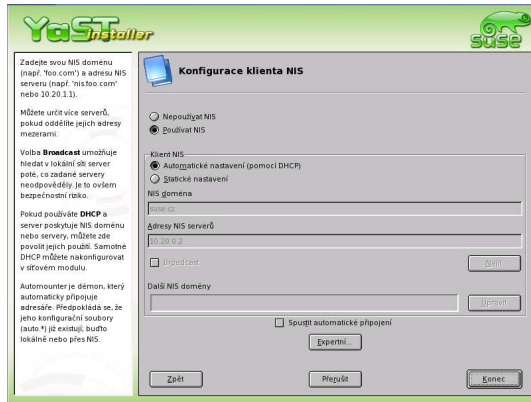 YaST
Installer
suse
Zadejte svou NIS doménu
(např. 'foo.com') a adresu NIS
serveru (např. 'nis.foo.com'
nebo 10.20.1.1).
Můžete určit více serverů,
pokud oddělíte jejich adresy
mezerami.
Volba Broadcast umožňuje
hledat v lokální síti server
poté, co zadané servery
neodpověděly. Je to ovšem
bezpečnostní riziko.
Pokud používáte DHCP a
server poskytuje NIS doménu
nebo servery, můžete zde
povolit jejich použití. Samotné
DHCP můžete nakonfigurovat
v síťovém modulu.
Automounter je démon, který
automaticky připojuje
adresáře. Předpokládá se, že
jeho konfigurační soubory
(auto.*) již existují; buďto
lokálně nebo přes NIS.
Konfigurace klienta NIS
Nepoužívat NIS
Používat NIS
Klient NIS
Automatické nastavení (pomocí DHCP)
Statické nastavení
NIS doména
suse.cz
Adresy NIS serverů
10.20.0.2
Broadcast
Najít
Další NIS domény
Upravit
Spustit automatické připojení
Expertní...
Zpět
Přerušit
Konec